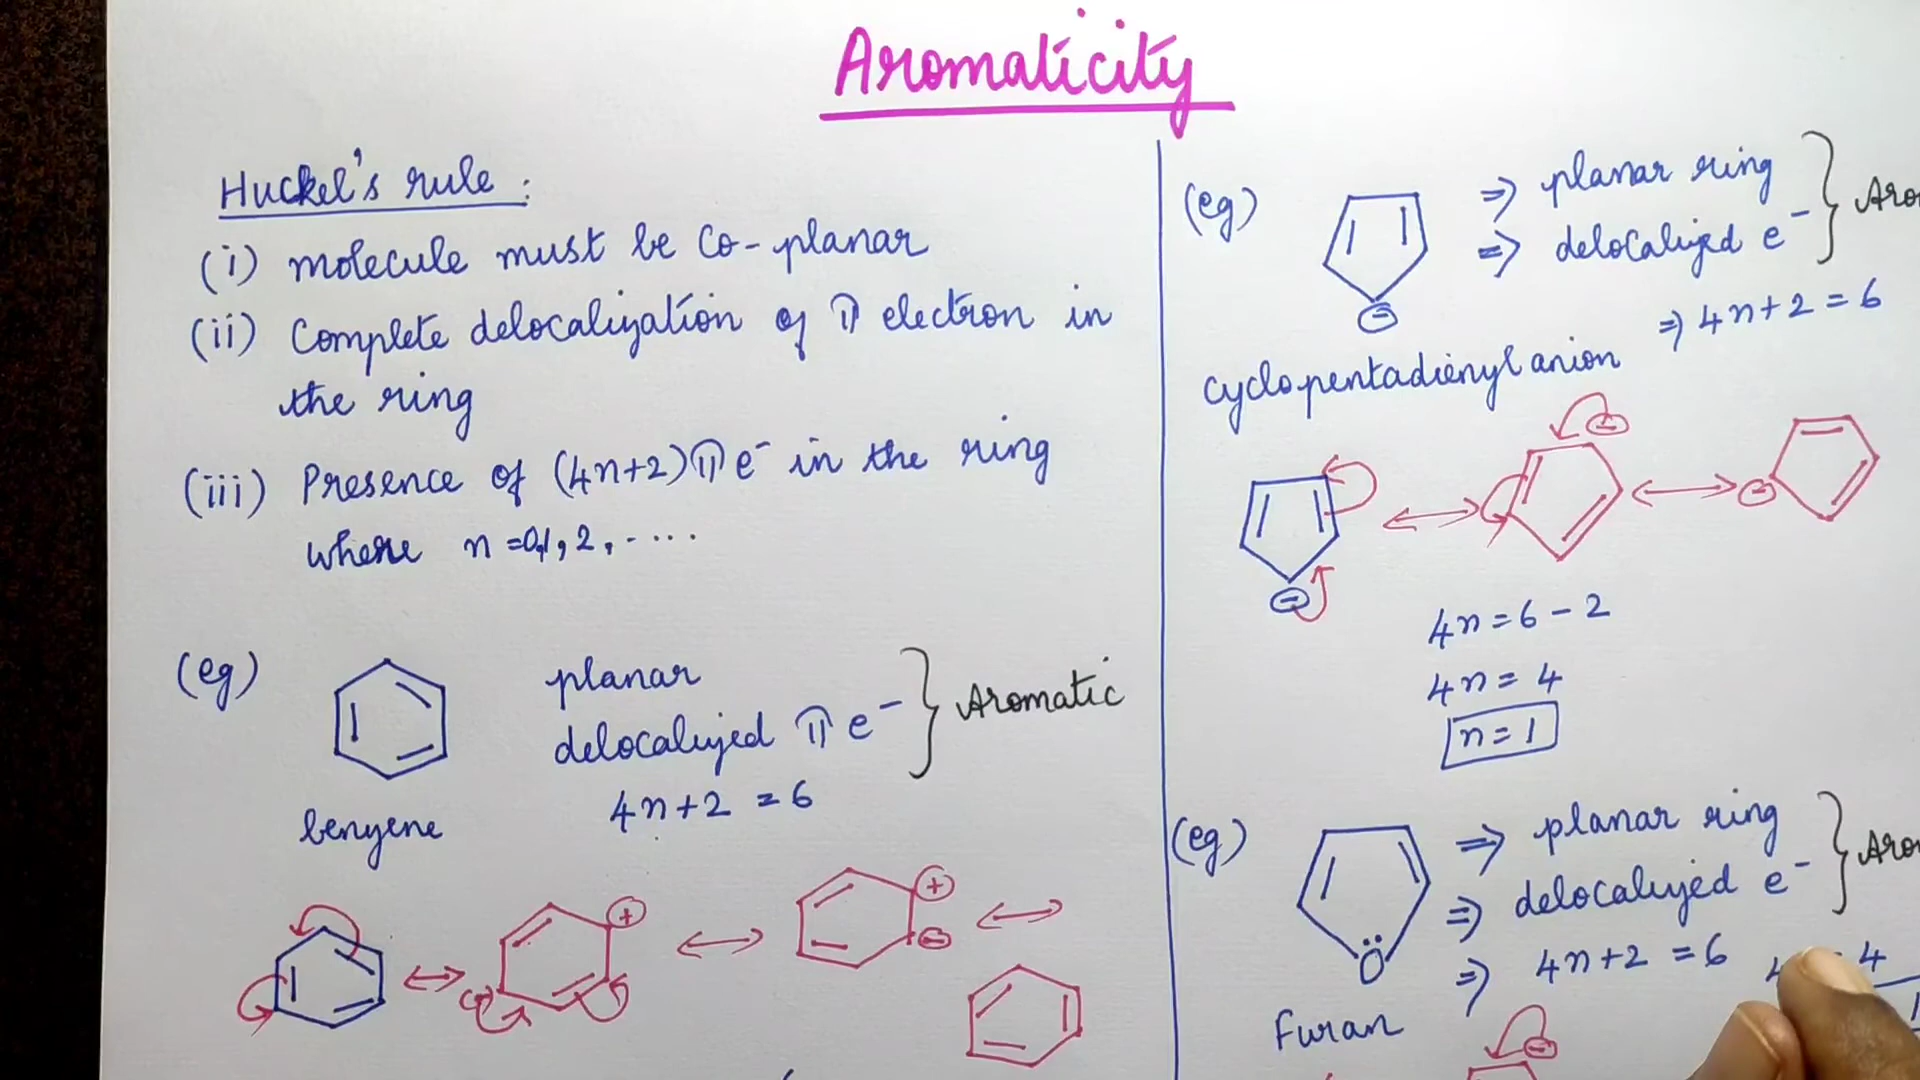 Aromaticity
Huckel's rule :
(i) molecule must be co-planar
(ii) Complete delocalization of π electron in
the ring
(iii) Presence of (4n+2)π e⁻ in the ring
where n = 0,1,2,-....
(eg)
planar
delocalized π e⁻
Aromatic
4n+2 = 6
benzene
+
+
-
(eg)
⇒ planar ring
⇒ delocalized e⁻
⇒ 4n+2 = 6
-
cyclopentadienyl anion
-
-
-
4n = 6 - 2
4n = 4
n = 1
(eg)
⇒ planar ring
⇒ delocalized e⁻
⇒ 4n+2 = 6
Ö
Furan
-